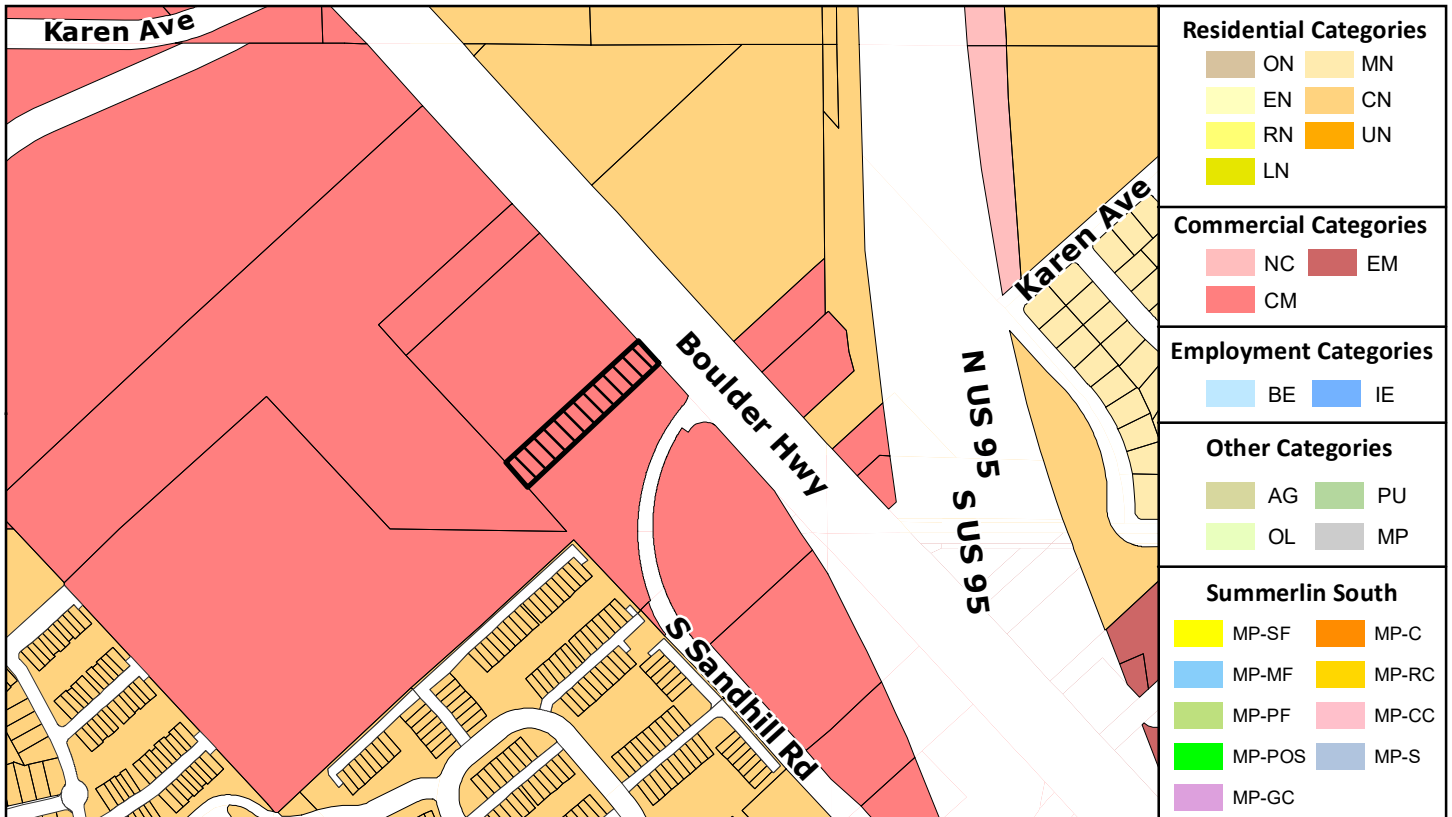 Karen Ave
Karen Ave
Boulder Hwy
N US 95
S US 95
S Sandhill Rd
Residential Categories
ON MN
EN CN
RN UN
LN
Commercial Categories
NC EM
CM
Employment Categories
BE IE
Other Categories
AG PU
OL MP
Summerlin South
MP-SF MP-C
MP-MF MP-RC
MP-PF MP-CC
MP-POS MP-S
MP-GC